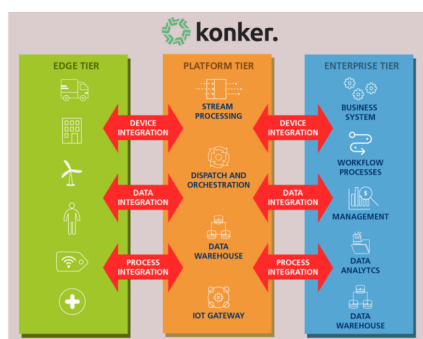 konker.
EDGE TIER
PLATFORM TIER
ENTERPRISE TIER
STREAM
PROCESSING
BUSINESS
SYSTEM
DEVICE
INTEGRATION
DEVICE
INTEGRATION
WORKFLOW
PROCESSES
DISPATCH AND
ORCHESTRATION
DATA
INTEGRATION
DATA
INTEGRATION
MANAGEMENT
DATA
WAREHOUSE
PROCESS
INTEGRATION
PROCESS
INTEGRATION
DATA
ANALYTCS
IOT GATEWAY
DATA
WAREHOUSE